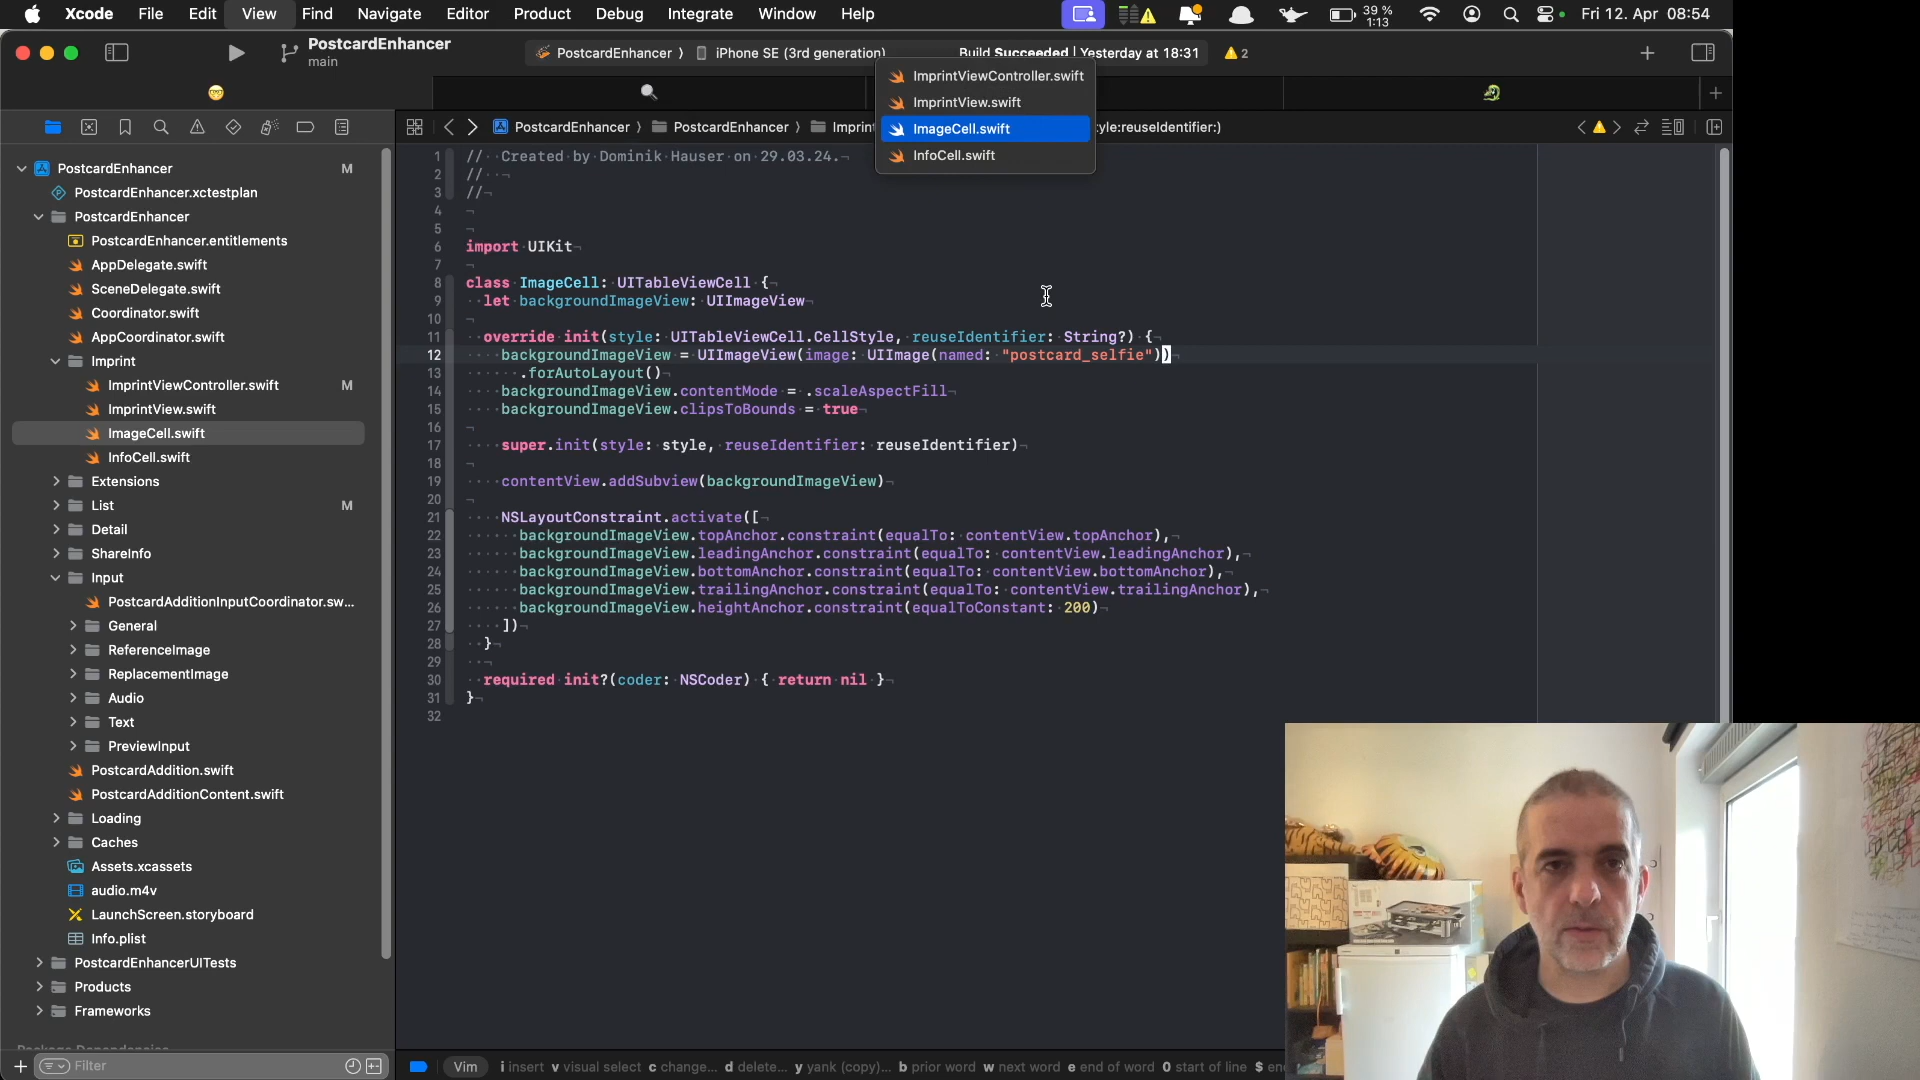 Xcode File Edit View Find Navigate Editor Product Debug Integrate Window Help 39 % 1:13 Fri 12. Apr 08:54
PostcardEnhancer
main
PostcardEnhancer ⟩ iPhone SE (3rd generation) Build Succeeded | Yesterday at 18:31 2
ImprintViewController.swift
ImprintView.swift
ImageCell.swift
InfoCell.swift
PostcardEnhancer ⟩ PostcardEnhancer ⟩ Imprint yle:reuseIdentifier:)
PostcardEnhancer M
PostcardEnhancer.xctestplan
PostcardEnhancer
PostcardEnhancer.entitlements
AppDelegate.swift
SceneDelegate.swift
Coordinator.swift
AppCoordinator.swift
Imprint
ImprintViewController.swift M
ImprintView.swift
ImageCell.swift
InfoCell.swift
Extensions
List M
Detail
ShareInfo
Input
PostcardAdditionInputCoordinator.sw...
General
ReferenceImage
ReplacementImage
Audio
Text
PreviewInput
PostcardAddition.swift
PostcardAdditionContent.swift
Loading
Caches
Assets.xcassets
audio.m4v
LaunchScreen.storyboard
Info.plist
PostcardEnhancerUITests
Products
Frameworks
Filter
1 //  Created by Dominik Hauser on 29.03.24.
2 //
3 //
4
5
6 import UIKit
7
8 class ImageCell: UITableViewCell {
9   let backgroundImageView: UIImageView
10
11   override init(style: UITableViewCell.CellStyle, reuseIdentifier: String?) {
12     backgroundImageView = UIImageView(image: UIImage(named: "postcard_selfie"))
13       .forAutoLayout()
14     backgroundImageView.contentMode = .scaleAspectFill
15     backgroundImageView.clipsToBounds = true
16
17     super.init(style: style, reuseIdentifier: reuseIdentifier)
18
19     contentView.addSubview(backgroundImageView)
20
21     NSLayoutConstraint.activate([
22       backgroundImageView.topAnchor.constraint(equalTo: contentView.topAnchor),
23       backgroundImageView.leadingAnchor.constraint(equalTo: contentView.leadingAnchor),
24       backgroundImageView.bottomAnchor.constraint(equalTo: contentView.bottomAnchor),
25       backgroundImageView.trailingAnchor.constraint(equalTo: contentView.trailingAnchor),
26       backgroundImageView.heightAnchor.constraint(equalToConstant: 200)
27     ])
28   }
29
30   required init?(coder: NSCoder) { return nil }
31 }
32
Vim i insert v visual select c change... d delete... y yank (copy)... b prior word w next word e end of word 0 start of line $ en